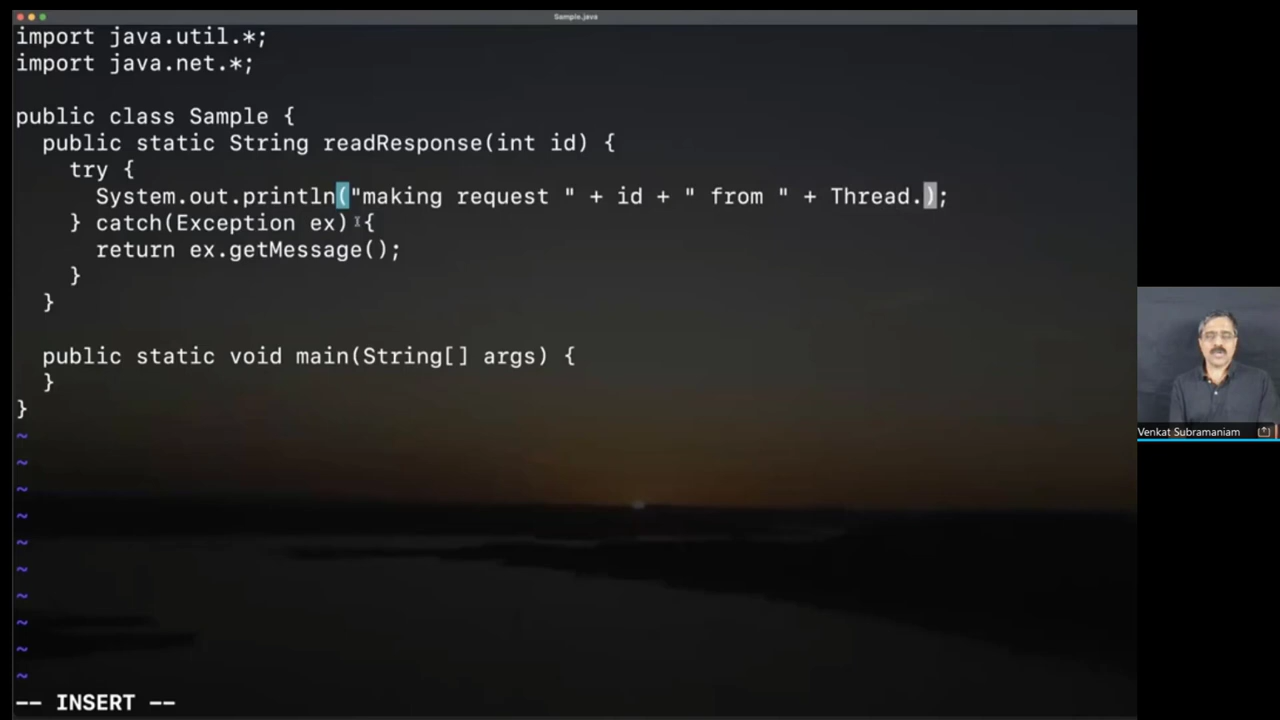 Sample.java
import java.util.*;
import java.net.*;
public class Sample {
public static String readResponse(int id) {
try {
System.out.println("making request " + id + " from " + Thread.);
} catch(Exception ex) {
return ex.getMessage();
}
}
public static void main(String[] args) {
}
}
~
~
~
~
~
~
~
~
~
~
-- INSERT --
Venkat Subramaniam